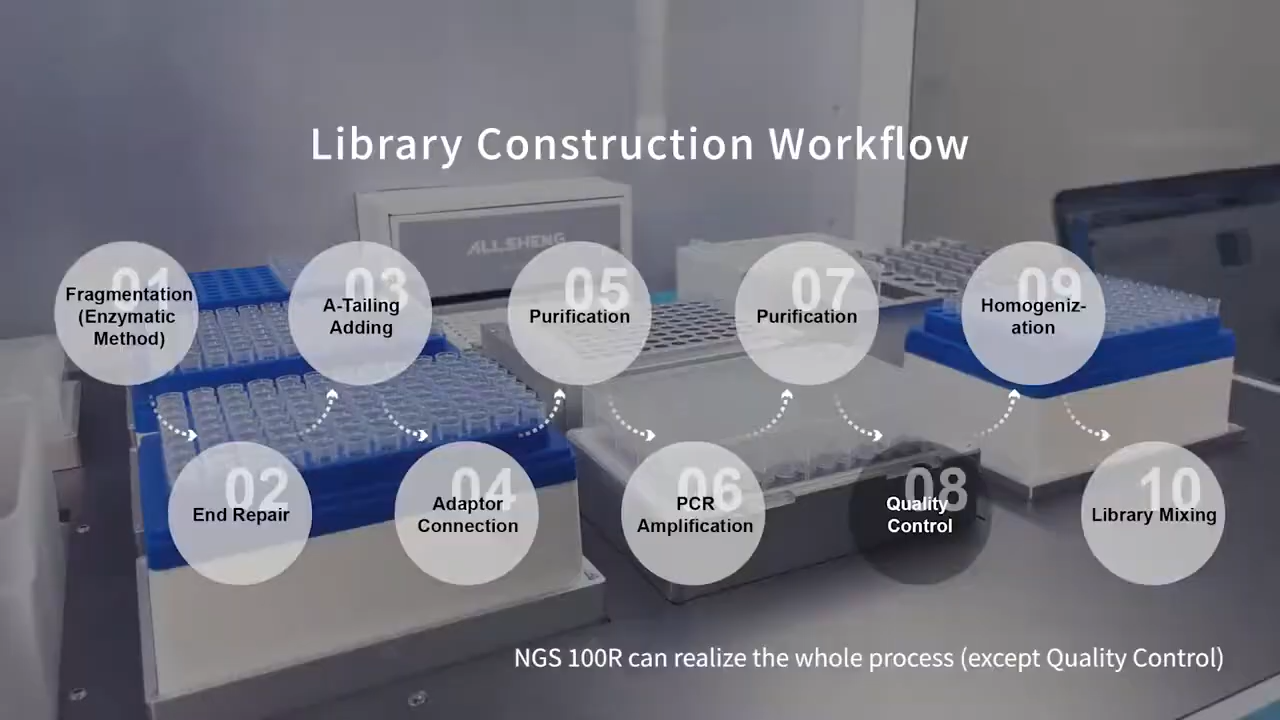 Library Construction Workflow
ALLSHENG
01
Fragmentation
(Enzymatic
Method)
02
End Repair
03
A-Tailing
Adding
04
Adaptor
Connection
05
Purification
06
PCR
Amplification
07
Purification
08
Quality
Control
09
Homogeniz-
ation
10
Library Mixing
NGS 100R can realize the whole process (except Quality Control)